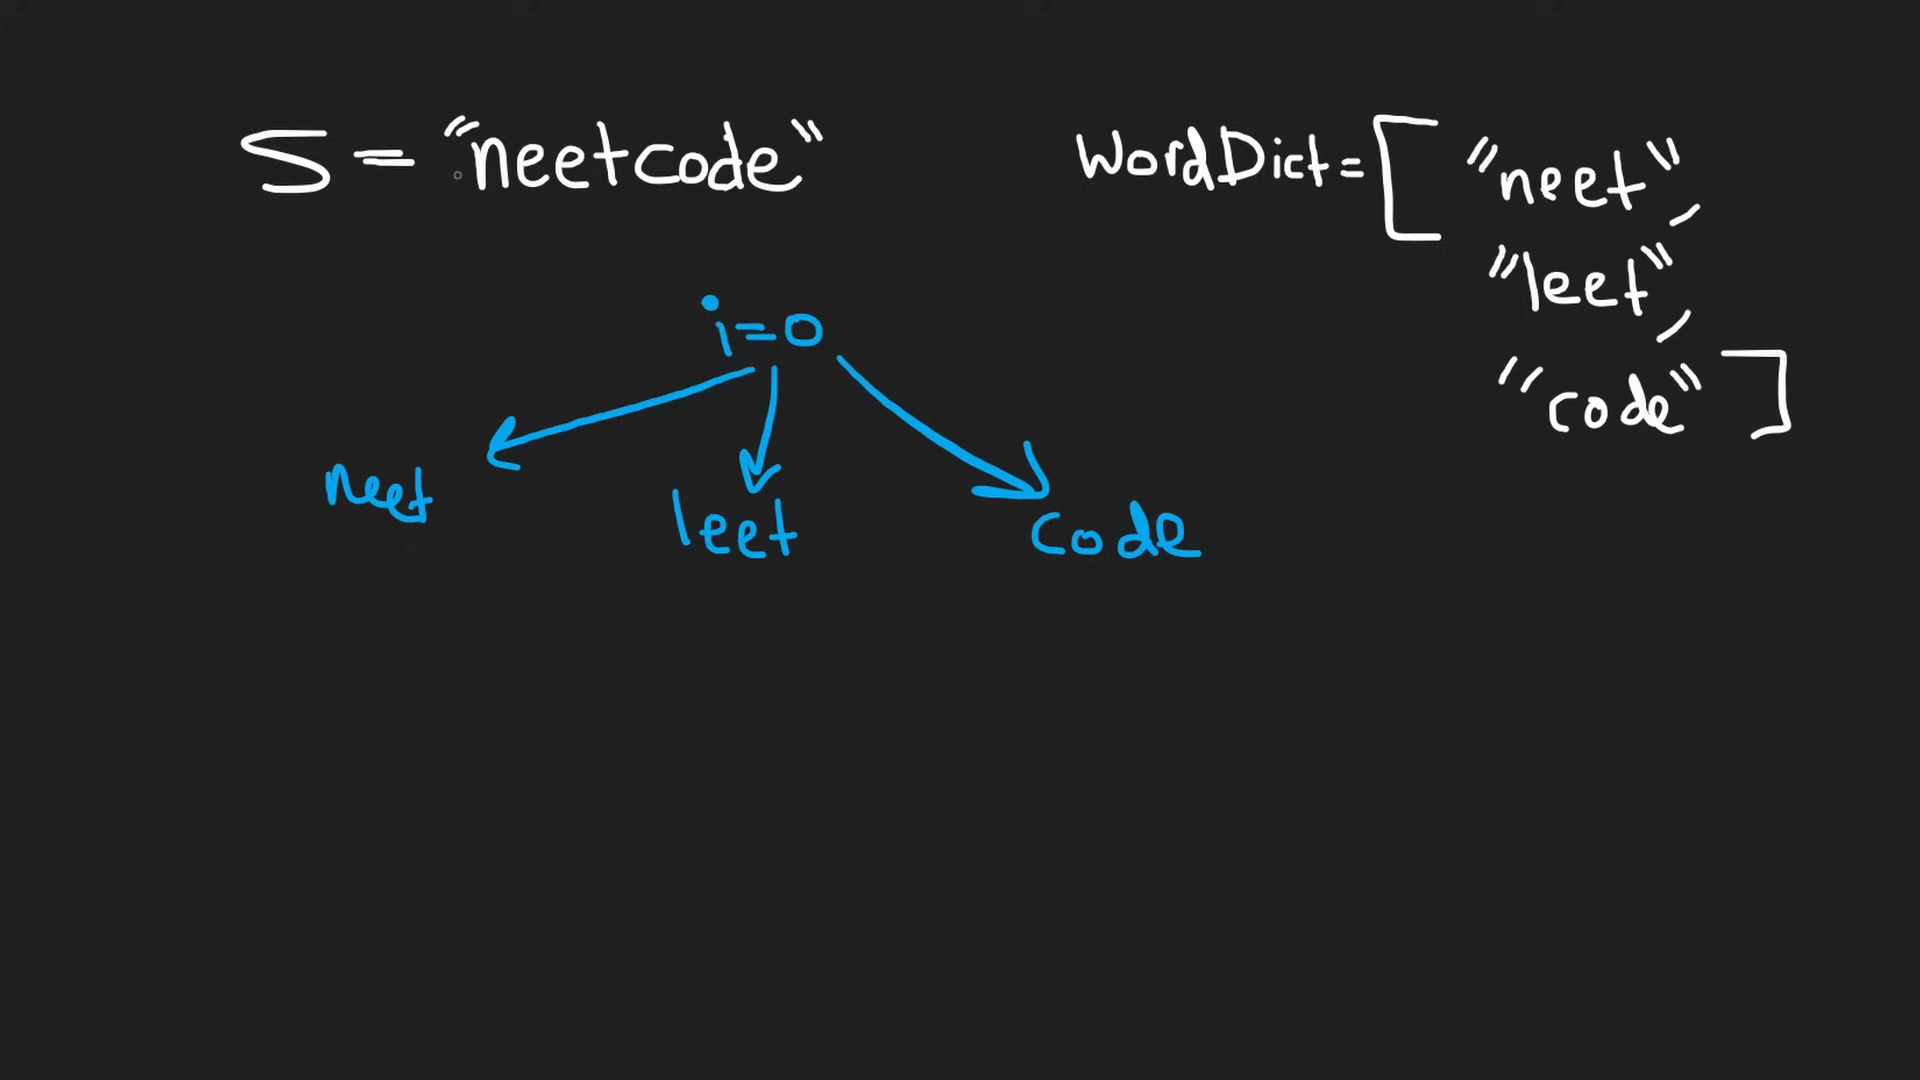 S = "neetcode"
WordDict = ["neet",
"leet",
"code"]
i=0
neet
leet
code